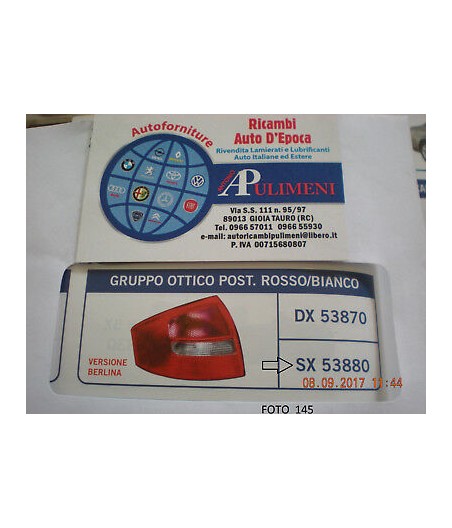 Autoforniture
Ricambi
Auto D'Epoca
Rivendita Lamierati e Lubrificanti
Auto Italiane ed Estere
APULIMENI
Via S.S. 111 n. 95/97
89013 GIOIA TAURO (RC)
Tel. 0966 57011 0966 55930
e-mail: autoricambipulimeni@libero.it
P. IVA 00715680807
GRUPPO OTTICO POST. ROSSO/BIANCO
DX 53870
VERSIONE
BERLINA
SX 53880
08.09.2017 11:44
FOTO 145